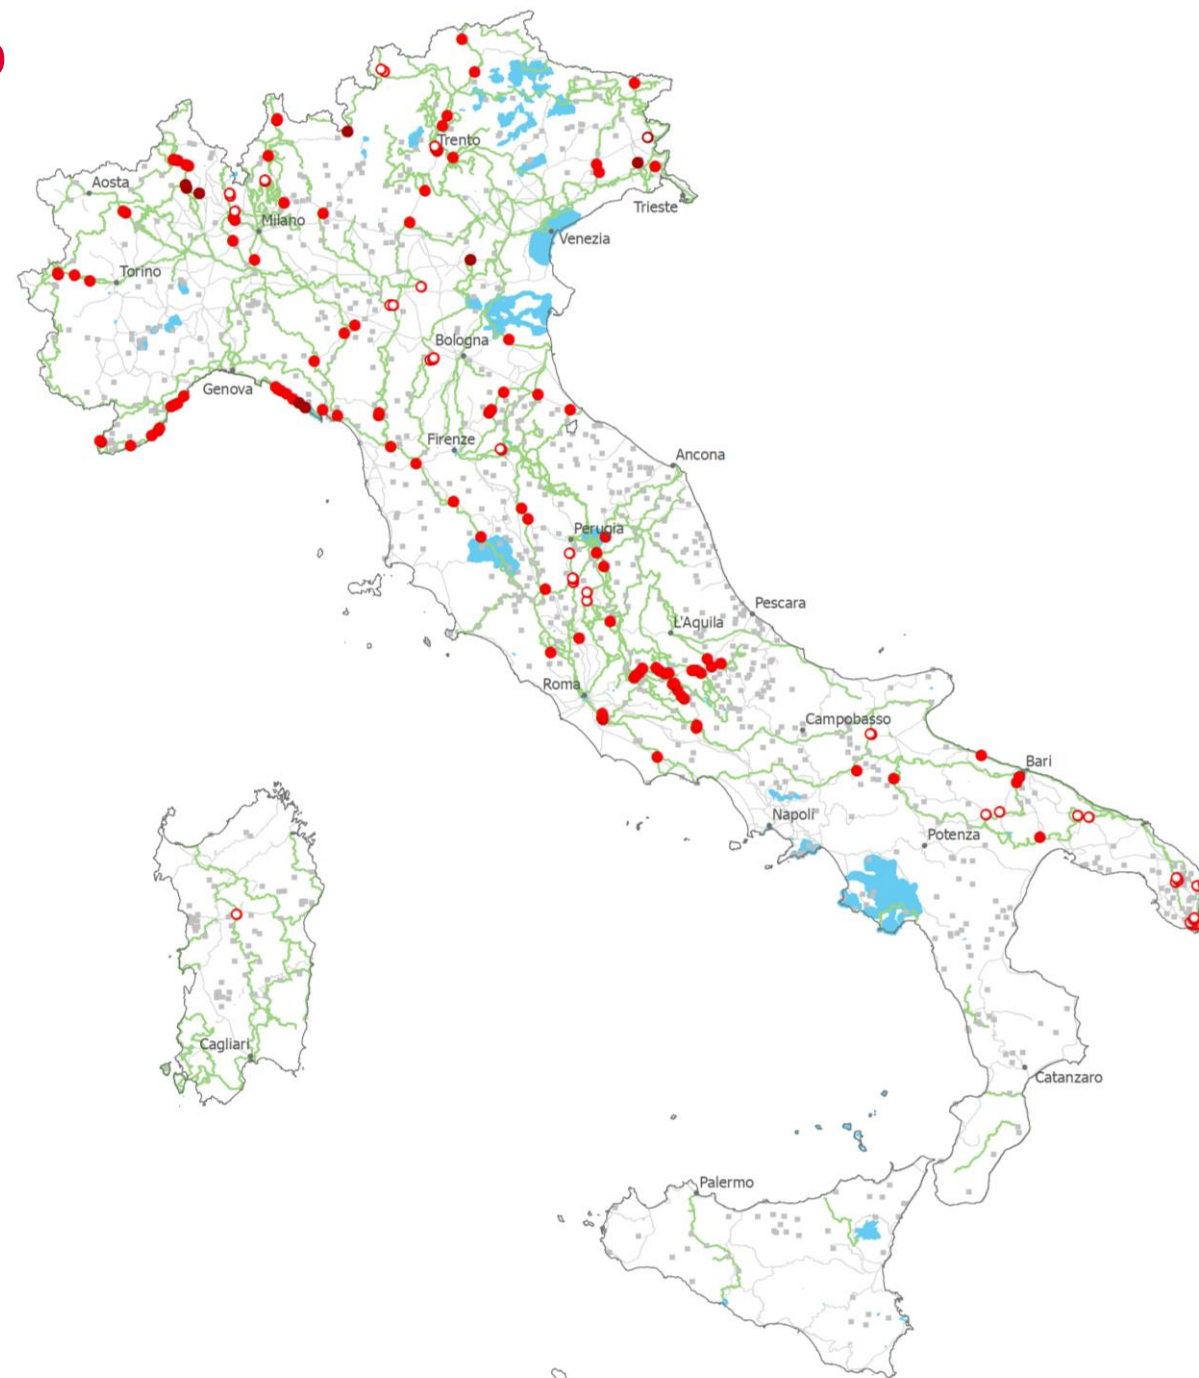 Trento
Aosta
Trieste
Milano
Venezia
Torino
Bologna
Genova
Firenze
Ancona
Perugia
Pescara
L'Aquila
Roma
Campobasso
Bari
Napoli
Potenza
Cagliari
Catanzaro
Palermo